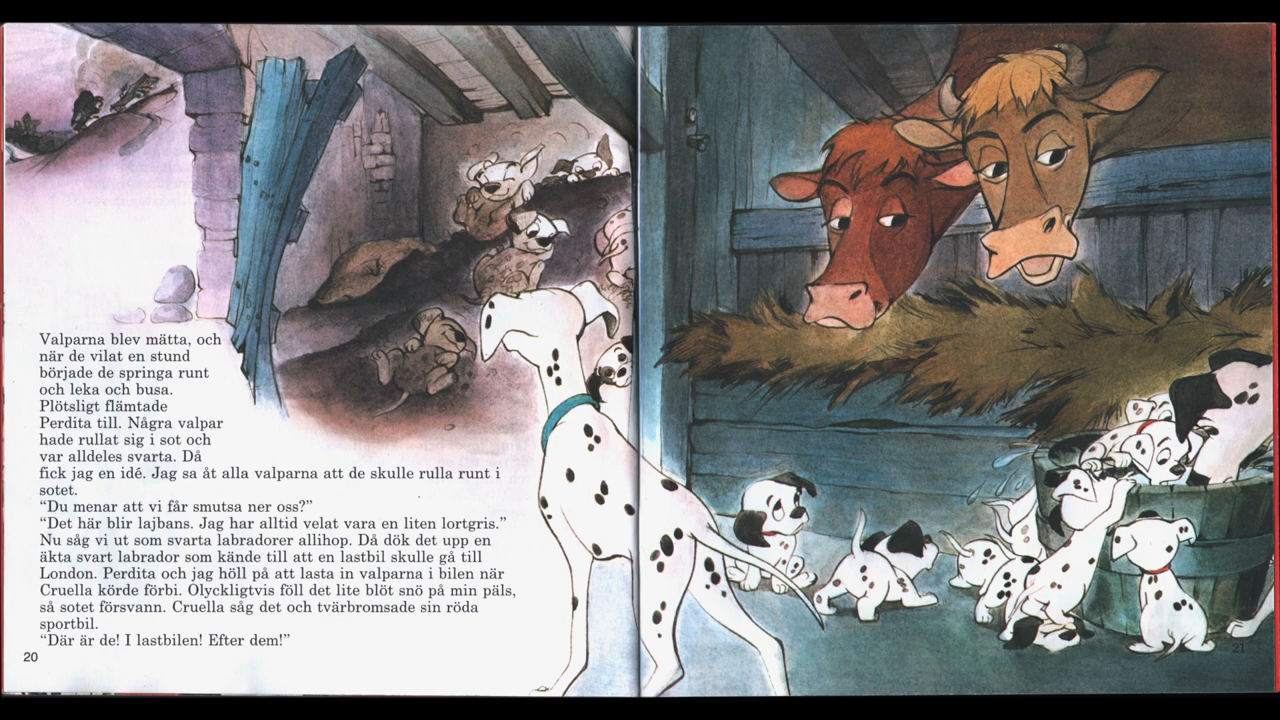 Valparna blev mätta, och
när de vilat en stund
började de springa runt
och leka och busa.
Plötsligt flämtade
Perdita till. Några valpar
hade rullat sig i sot och
var alldeles svarta. Då
fick jag en idé. Jag sa åt alla valparna att de skulle rulla runt i
sotet.
“Du menar att vi får smutsa ner oss?”
“Det här blir lajbans. Jag har alltid velat vara en liten lortgris.”
Nu såg vi ut som svarta labradorer allihop. Då dök det upp en
äkta svart labrador som kände till att en lastbil skulle gå till
London. Perdita och jag höll på att lasta in valparna i bilen när
Cruella körde förbi. Olyckligtvis föll det lite blöt snö på min päls,
så sotet försvann. Cruella såg det och tvärbromsade sin röda
sportbil.
“Där är de! I lastbilen! Efter dem!”
20
21